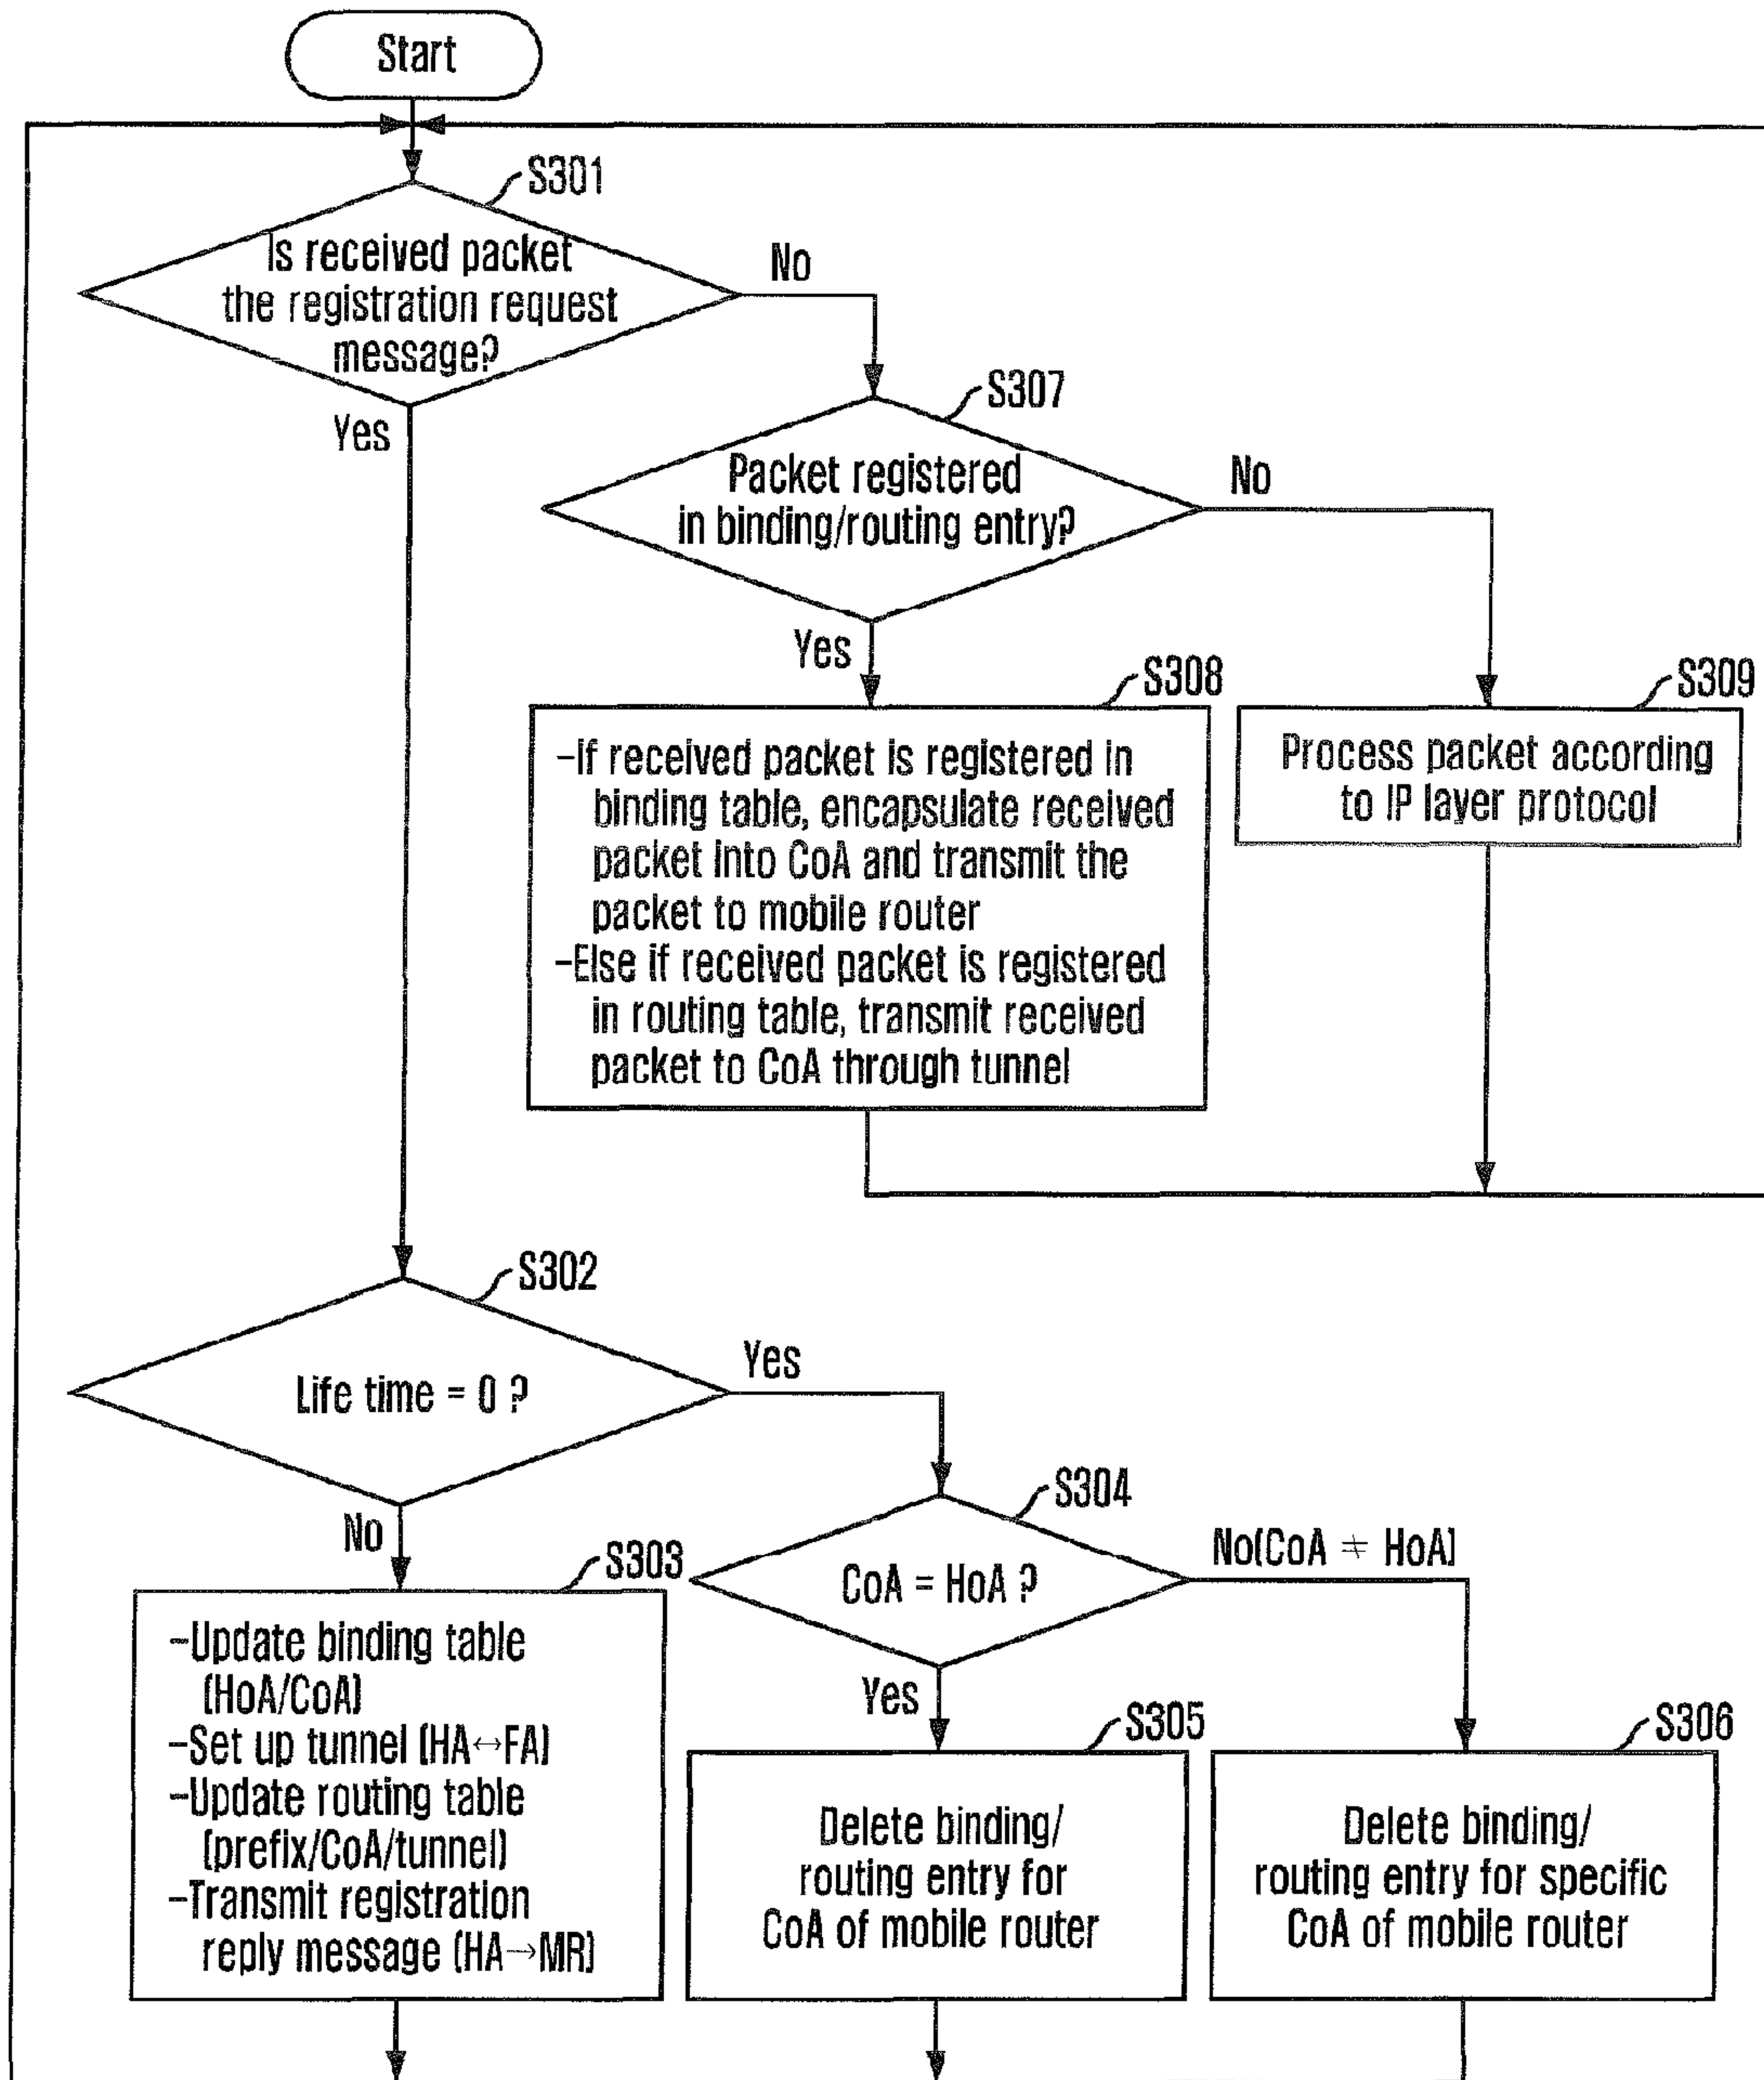 Start
S301
Is received packet
the registration request
message?
No
Yes
S307
Packet registered
in binding/routing entry?
No
Yes
S308
-If received packet is registered in
binding table, encapsulate received
packet into CoA and transmit the
packet to mobile router
-Else if received packet is registered
in routing table, transmit received
packet to CoA through tunnel
S309
Process packet according
to IP layer protocol
S302
Life time = 0 ?
Yes
No
S304
CoA = HoA ?
No(CoA ≠ HoA)
Yes
S303
-Update binding table
(HoA/CoA)
-Set up tunnel (HA↔FA)
-Update routing table
(prefix/CoA/tunnel)
-Transmit registration
reply message (HA→MR)
S305
Delete binding/
routing entry for
CoA of mobile router
S306
Delete binding/
routing entry for specific
CoA of mobile router